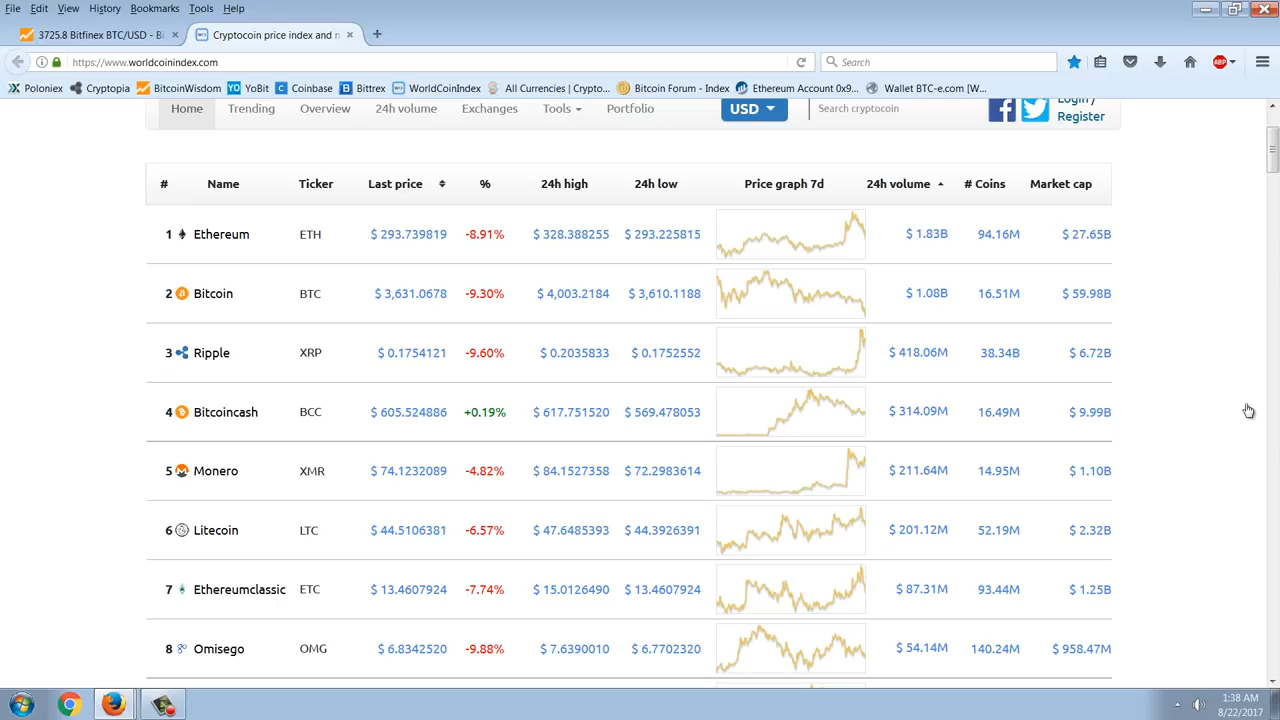 File Edit View History Bookmarks Tools Help
3725.8 Bitfinex BTC/USD - Bi
Cryptocoin price index and n
https://www.worldcoinindex.com
Search
Poloniex Cryptopia BitcoinWisdom YoBit Coinbase Bittrex WorldCoinIndex All Currencies | Crypto... Bitcoin Forum - Index Ethereum Account 0x9... Wallet BTC-e.com [W...
Home Trending Overview 24h volume Exchanges Tools Portfolio USD Search cryptocoin Login /
Register
# Name Ticker Last price % 24h high 24h low Price graph 7d 24h volume # Coins Market cap
1 Ethereum ETH $ 293.739819 -8.91% $ 328.388255 $ 293.225815 $ 1.83B 94.16M $ 27.65B
2 Bitcoin BTC $ 3,631.0678 -9.30% $ 4,003.2184 $ 3,610.1188 $ 1.08B 16.51M $ 59.98B
3 Ripple XRP $ 0.1754121 -9.60% $ 0.2035833 $ 0.1752552 $ 418.06M 38.34B $ 6.72B
4 Bitcoincash BCC $ 605.524886 +0.19% $ 617.751520 $ 569.478053 $ 314.09M 16.49M $ 9.99B
5 Monero XMR $ 74.1232089 -4.82% $ 84.1527358 $ 72.2983614 $ 211.64M 14.95M $ 1.10B
6 Litecoin LTC $ 44.5106381 -6.57% $ 47.6485393 $ 44.3926391 $ 201.12M 52.19M $ 2.32B
7 Ethereumclassic ETC $ 13.4607924 -7.74% $ 15.0126490 $ 13.4607924 $ 87.31M 93.44M $ 1.25B
8 Omisego OMG $ 6.8342520 -9.88% $ 7.6390010 $ 6.7702320 $ 54.14M 140.24M $ 958.47M
1:38 AM
8/22/2017